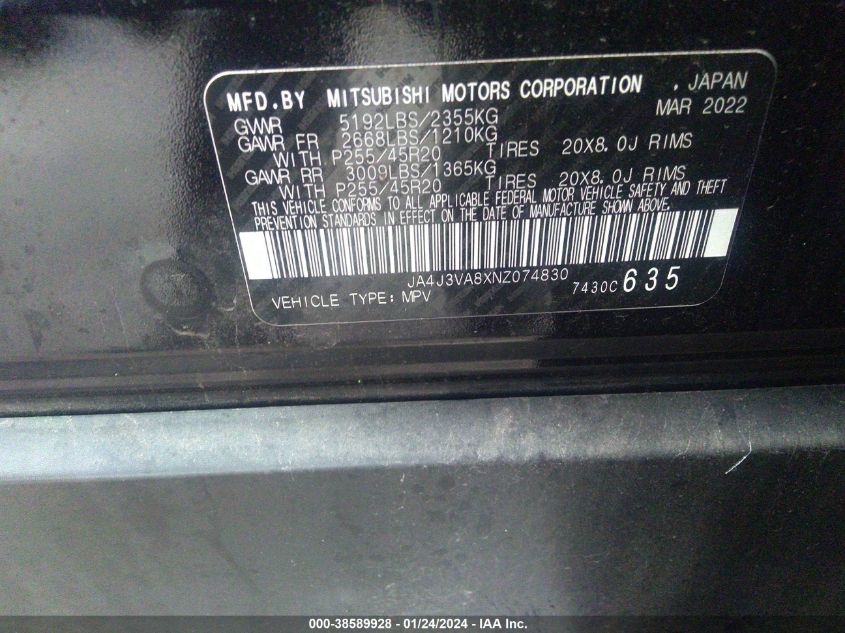 MFD.BY MITSUBISHI MOTORS CORPORATION , JAPAN
MAR 2022
GVWR 5192LBS/2355KG
GAWR FR 2668LBS/1210KG
WITH P255/45R20 TIRES 20X8.0J RIMS
GAWR RR 3009LBS/1365KG
WITH P255/45R20 TIRES 20X8.0J RIMS
THIS VEHICLE CONFORMS TO ALL APPLICABLE FEDERAL MOTOR VEHICLE SAFETY AND THEFT
PREVENTION STANDARDS IN EFFECT ON THE DATE OF MANUFACTURE SHOWN ABOVE.
JA4J3VA8XNZ074830
VEHICLE TYPE: MPV 7430C 635
000-38589928 - 01/24/2024 - IAA Inc.